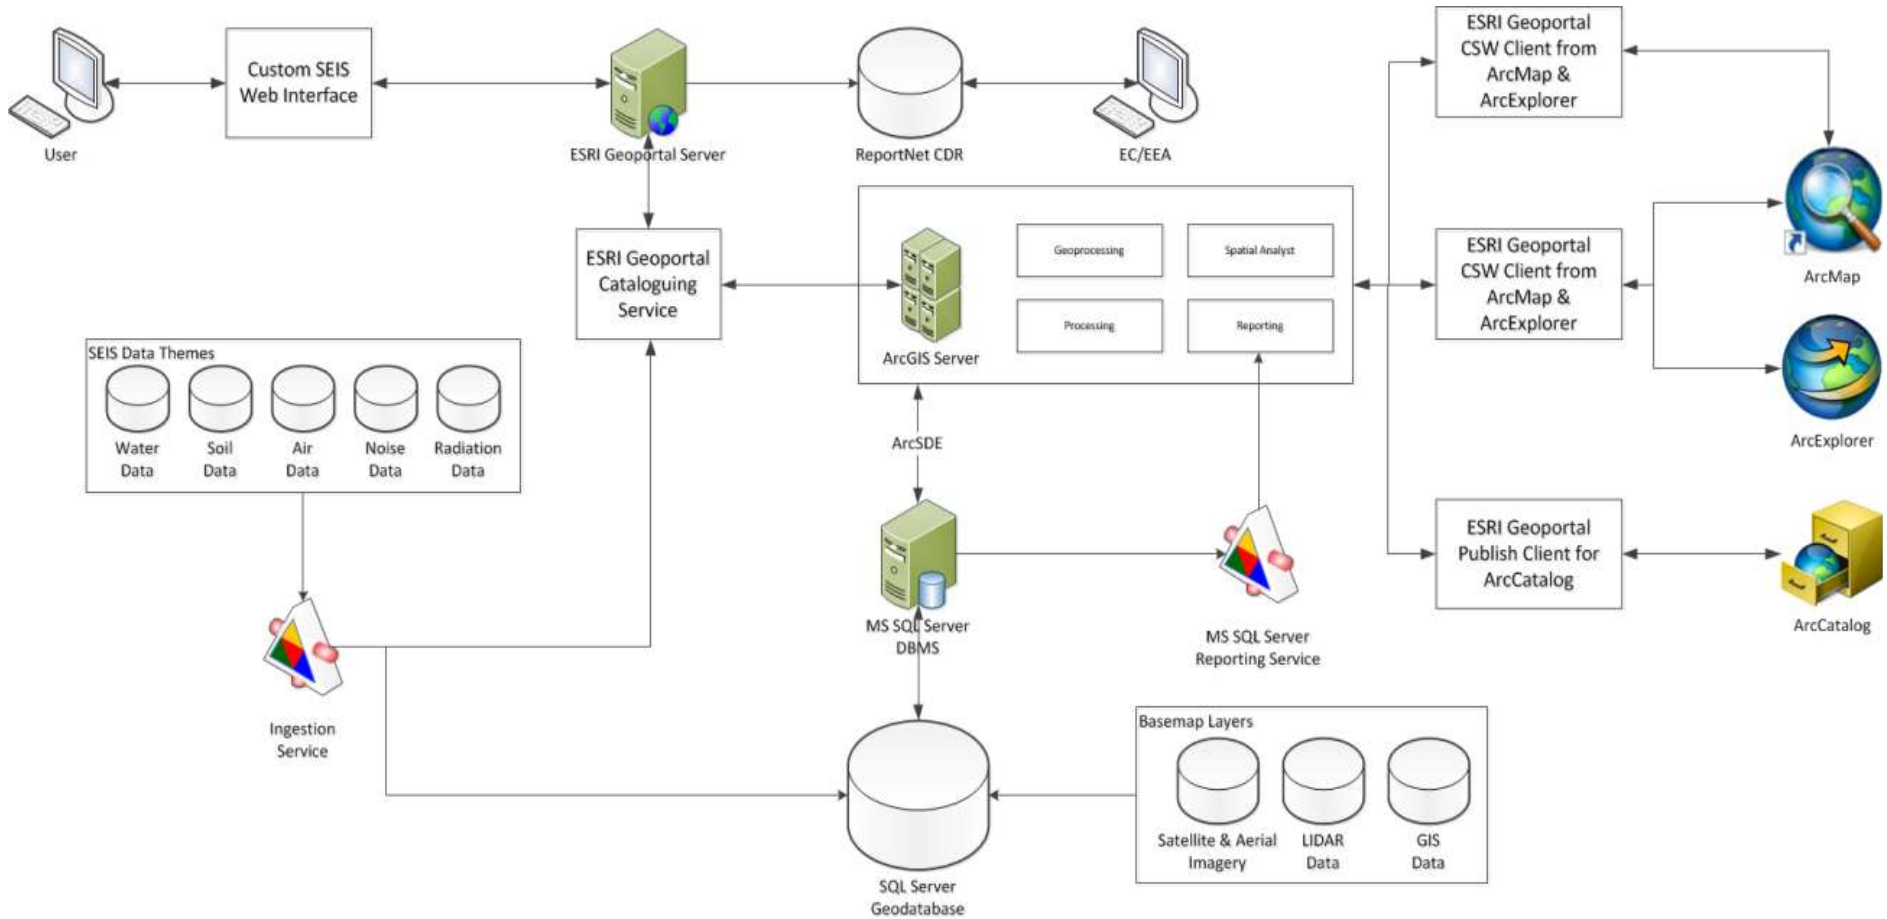 User
Custom SEIS
Web Interface
ESRI Geoportal Server
ReportNet CDR
EC/EEA
ESRI Geoportal
CSW Client from
ArcMap &
ArcExplorer
ArcMap
ESRI Geoportal
Cataloguing
Service
ArcGIS Server
Geoprocessing
Spatial Analyst
Processing
Reporting
ESRI Geoportal
CSW Client from
ArcMap &
ArcExplorer
ArcExplorer
SEIS Data Themes
Water
Data
Soil
Data
Air
Data
Noise
Data
Radiation
Data
ArcSDE
MS SQL Server
DBMS
MS SQL Server
Reporting Service
ESRI Geoportal
Publish Client for
ArcCatalog
ArcCatalog
Ingestion
Service
SQL Server
Geodatabase
Basemap Layers
Satellite & Aerial
Imagery
LIDAR
Data
GIS
Data